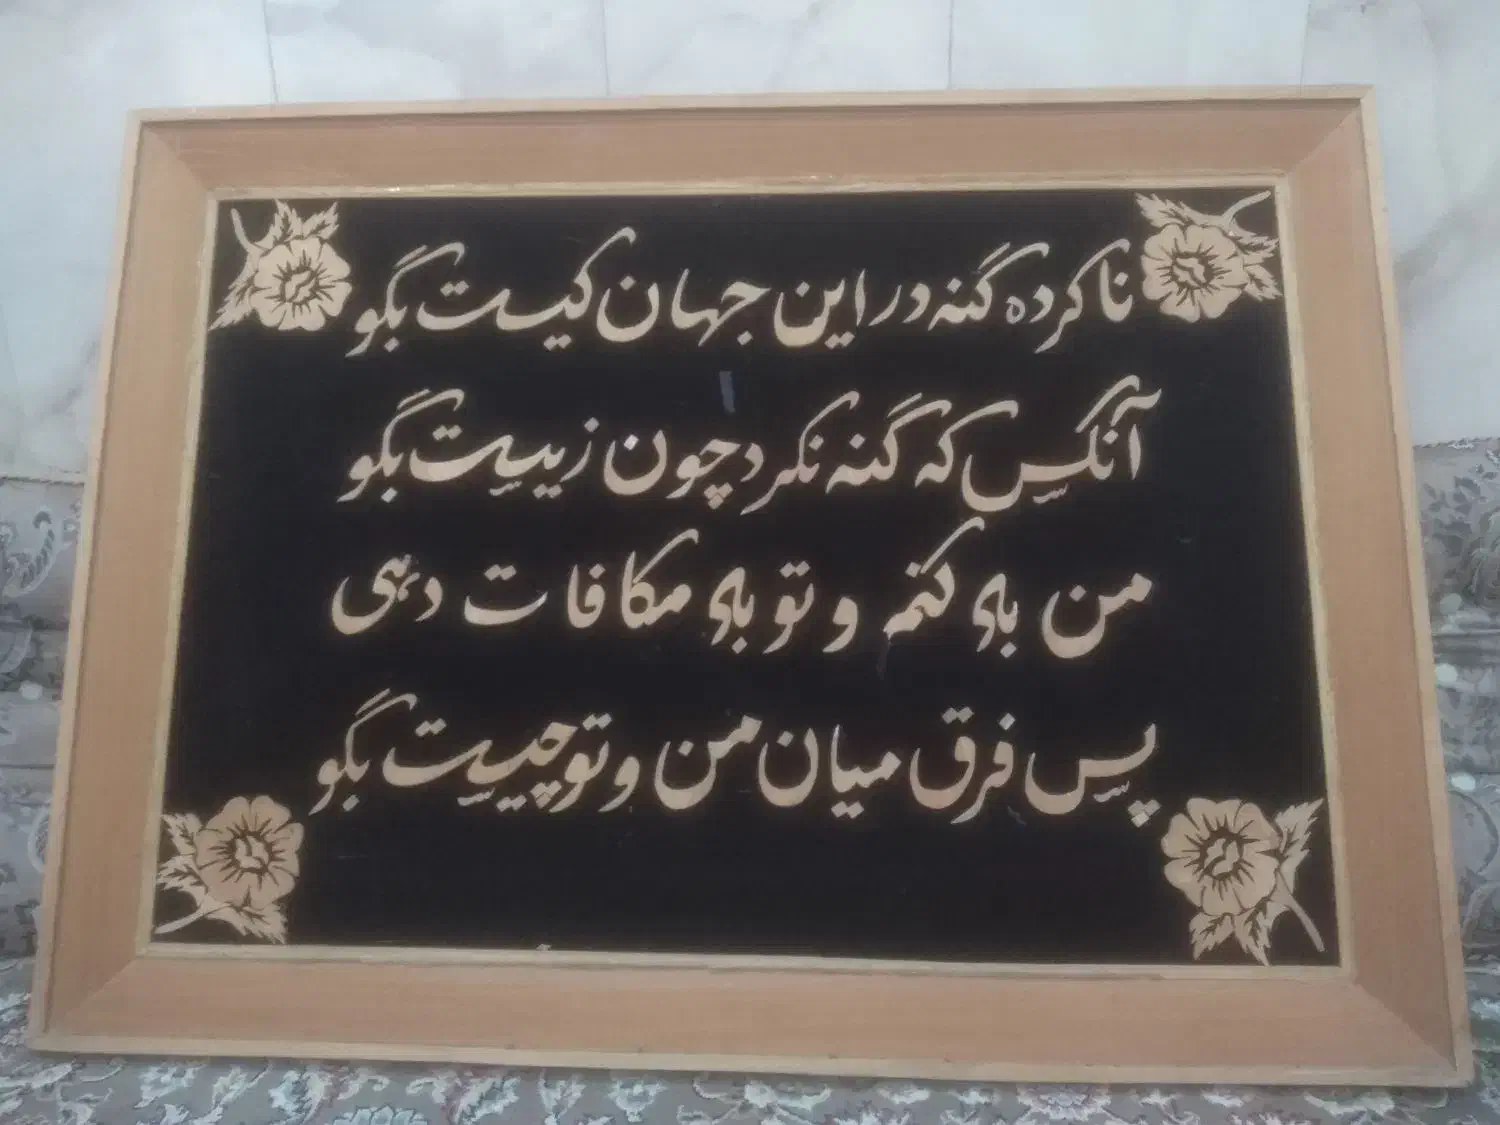 ناکرده گنه در این جهان کیست بگو
آنکس که گنه نکرد چون زیست بگو
من بد کنم و تو بد مکافات دهی
پس فرق میان من و تو چیست بگو